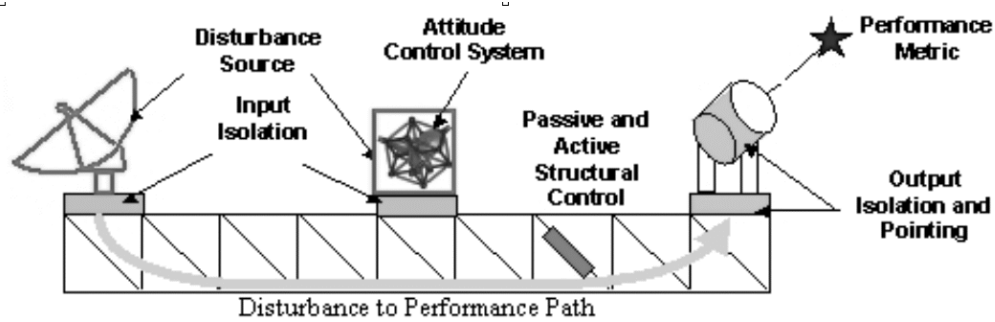 Disturbance
Source
Attitude
Control System
Performance
Metric
Input
Isolation
Passive and
Active
Structural
Control
Output
Isolation and
Pointing
Disturbance to Performance Path